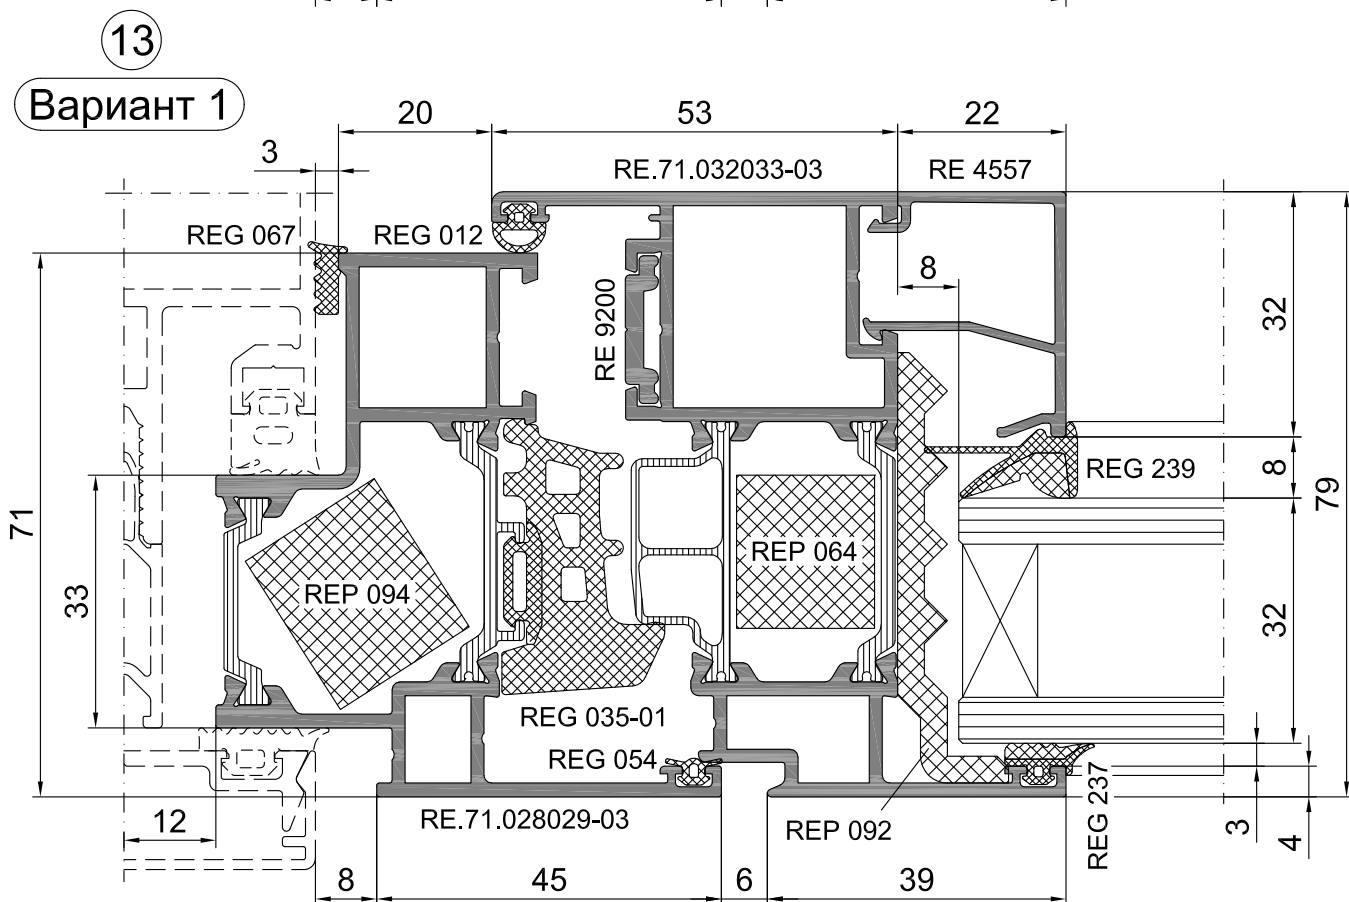 13
Вариант 1
20
53
22
3
RE.71.032033-03
RE 4557
REG 067
REG 012
8
RE 9200
32
REG 239
8
79
71
REP 064
33
REP 094
32
REG 035-01
REG 054
RE.71.028029-03
REP 092
REG 237
12
3
4
8
45
6
39